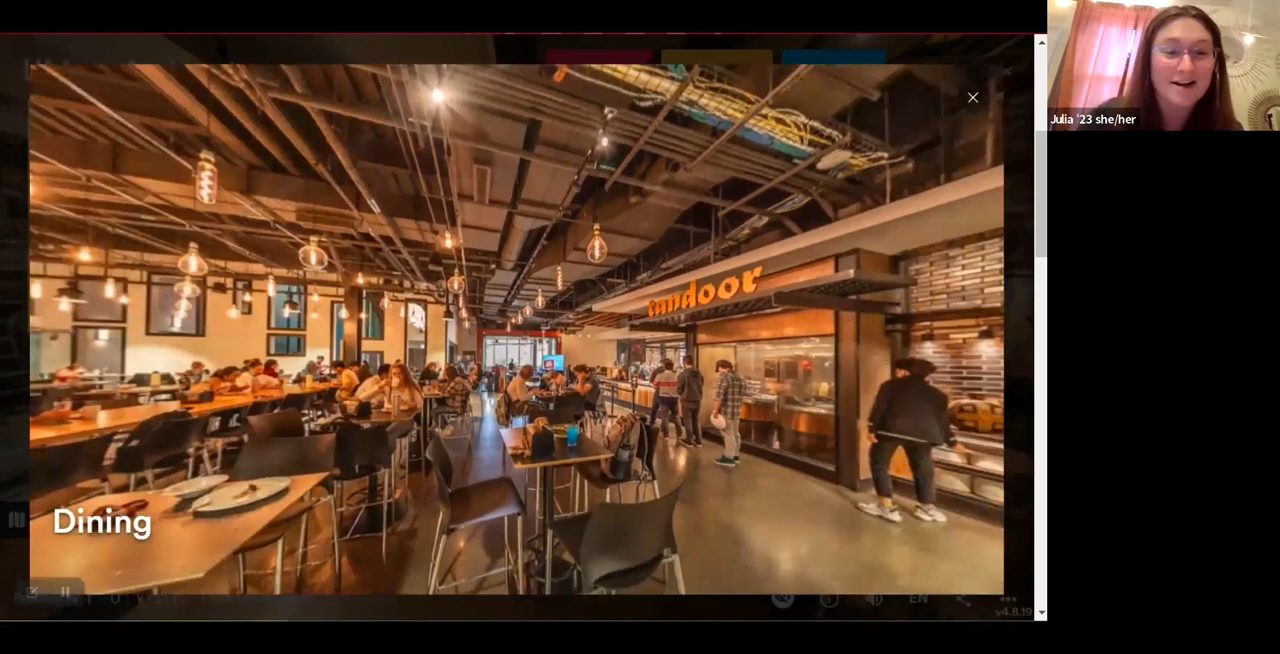 tandoor
Dining
EN
v4.8.19
Julia '23 she/her